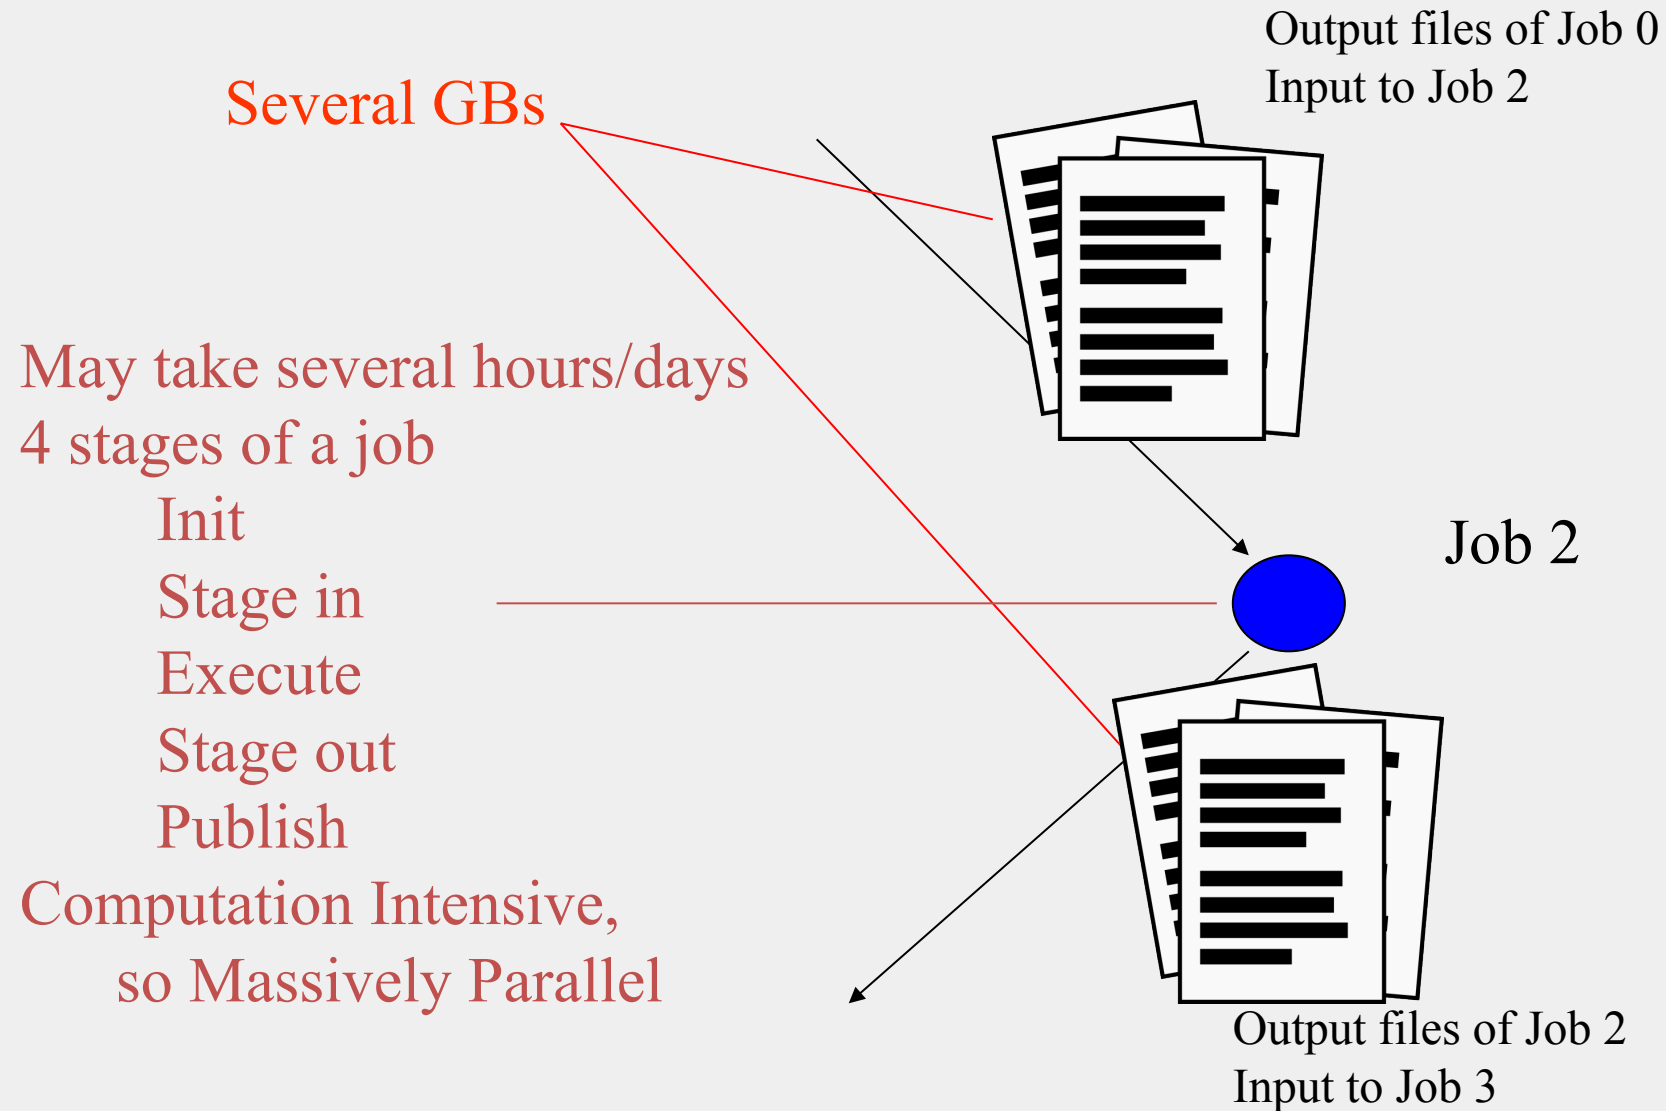 Output files of Job 0
Input to Job 2
Several GBs
May take several hours/days
4 stages of a job
Init
Stage in
Execute
Stage out
Publish
Computation Intensive,
so Massively Parallel
Job 2
Output files of Job 2
Input to Job 3